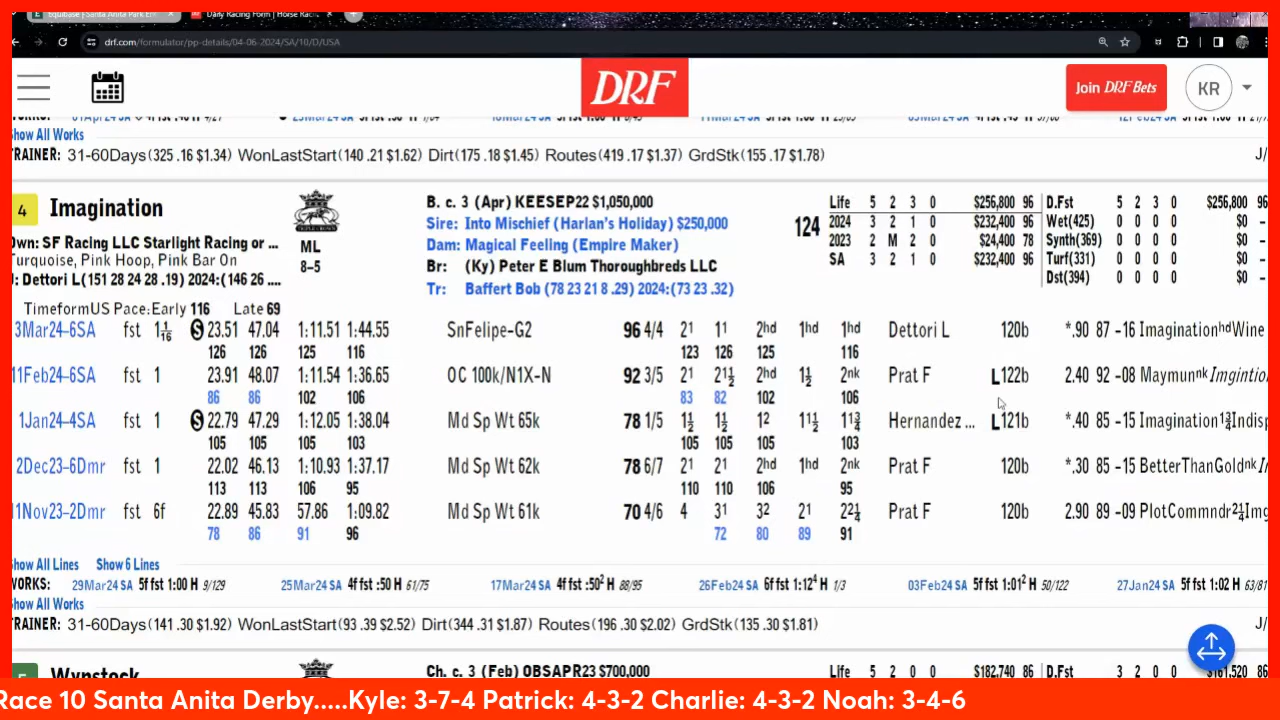 Equibase | Santa Anita Park En
Daily Racing Form | Horse Rac
drf.com/formulator/pp-details/04-06-2024/SA/10/D/USA
DRF
Join DRF Bets
KR
Show All Works
TRAINER: 31-60Days(325 .16 $1.34) WonLastStart(140 .21 $1.62) Dirt(175 .18 $1.45) Routes(419 .17 $1.37) GrdStk(155 .17 $1.78) J/
4 Imagination
Own: SF Racing LLC Starlight Racing or ...
Turquoise, Pink Hoop, Pink Bar On
J: Dettori L(151 28 24 28 .19) 2024:(146 26 ....
TRIPLE CROWN
ML
8-5
B. c. 3 (Apr) KEESEP22 $1,050,000
Sire: Into Mischief (Harlan's Holiday) $250,000
Dam: Magical Feeling (Empire Maker)
Br: (Ky) Peter E Blum Thoroughbreds LLC
Tr: Baffert Bob (78 23 21 8 .29) 2024:(73 23 .32)
124
Life 5 2 3 0 $256,800 96
2024 3 2 1 0 $232,400 96
2023 2 M 2 0 $24,400 78
SA 3 2 1 0 $232,400 96
D.Fst 5 2 3 0 $256,800 96
Wet(425) 0 0 0 0 $0 -
Synth(369) 0 0 0 0 $0 -
Turf(331) 0 0 0 0 $0 -
Dst(394) 0 0 0 0 $0 -
TimeformUS Pace: Early 116 Late 69
3Mar24-6SA fst 1 1/16 S 23.51 47.04 1:11.51 1:44.55 SnFelipe-G2 96 4/4 2¹ 1¹ 2hd 1hd 1hd Dettori L 120b *.90 87 -16 Imaginationhd Wine
126 126 125 116 123 126 125 116
11Feb24-6SA fst 1 23.91 48.07 1:11.54 1:36.65 OC 100k/N1X-N 92 3/5 2¹ 2¹½ 2hd 1½ 2nk Prat F L122b 2.40 92 -08 Maymunnk Imgintio
86 86 102 106 83 82 102 106
1Jan24-4SA fst 1 S 22.79 47.29 1:12.05 1:38.04 Md Sp Wt 65k 78 1/5 1½ 1½ 1² 1¹½ 1¹¾ Hernandez ... L121b *.40 85 -15 Imagination1¾ Indisp
105 105 105 103 105 105 105 103
2Dec23-6Dmr fst 1 22.02 46.13 1:10.93 1:37.17 Md Sp Wt 62k 78 6/7 2¹ 2¹ 2hd 1hd 2nk Prat F 120b *.30 85 -15 BetterThanGoldnk I
113 113 106 95 110 110 106 95
11Nov23-2Dmr fst 6f 22.89 45.83 57.86 1:09.82 Md Sp Wt 61k 70 4/6 4 3¹ 3² 2¹ 2²¼ Prat F 120b 2.90 89 -09 PlotCommndr2¼ Img
78 86 91 96 72 80 89 91
Show All Lines Show 6 Lines
WORKS: 29Mar24 SA 5f fst 1:00 H 9/129 25Mar24 SA 4f fst :50 H 61/75 17Mar24 SA 4f fst :50² H 88/95 26Feb24 SA 6f fst 1:12⁴ H 1/3 03Feb24 SA 5f fst 1:01² H 50/122 27Jan24 SA 5f fst 1:02 H 63/81
Show All Works
TRAINER: 31-60Days(141 .30 $1.92) WonLastStart(93 .39 $2.52) Dirt(344 .31 $1.87) Routes(196 .30 $2.02) GrdStk(135 .30 $1.81) J/
Wynstock Ch. c. 3 (Feb) OBSAPR23 $700,000 Life 5 2 0 0 $182,740 86 D.Fst 3 2 0 0 $161,520 86
Race 10 Santa Anita Derby.....Kyle: 3-7-4 Patrick: 4-3-2 Charlie: 4-3-2 Noah: 3-4-6